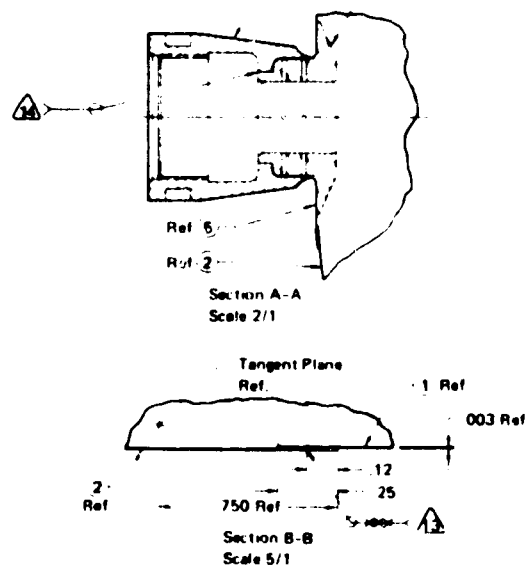 14
Ref 6
Ref 2
Section A-A
Scale 2/1
Tangent Plane
Ref.
1 Ref
003 Ref
.12
2
Ref
750 Ref
25
13
Section B-B
Scale 5/1